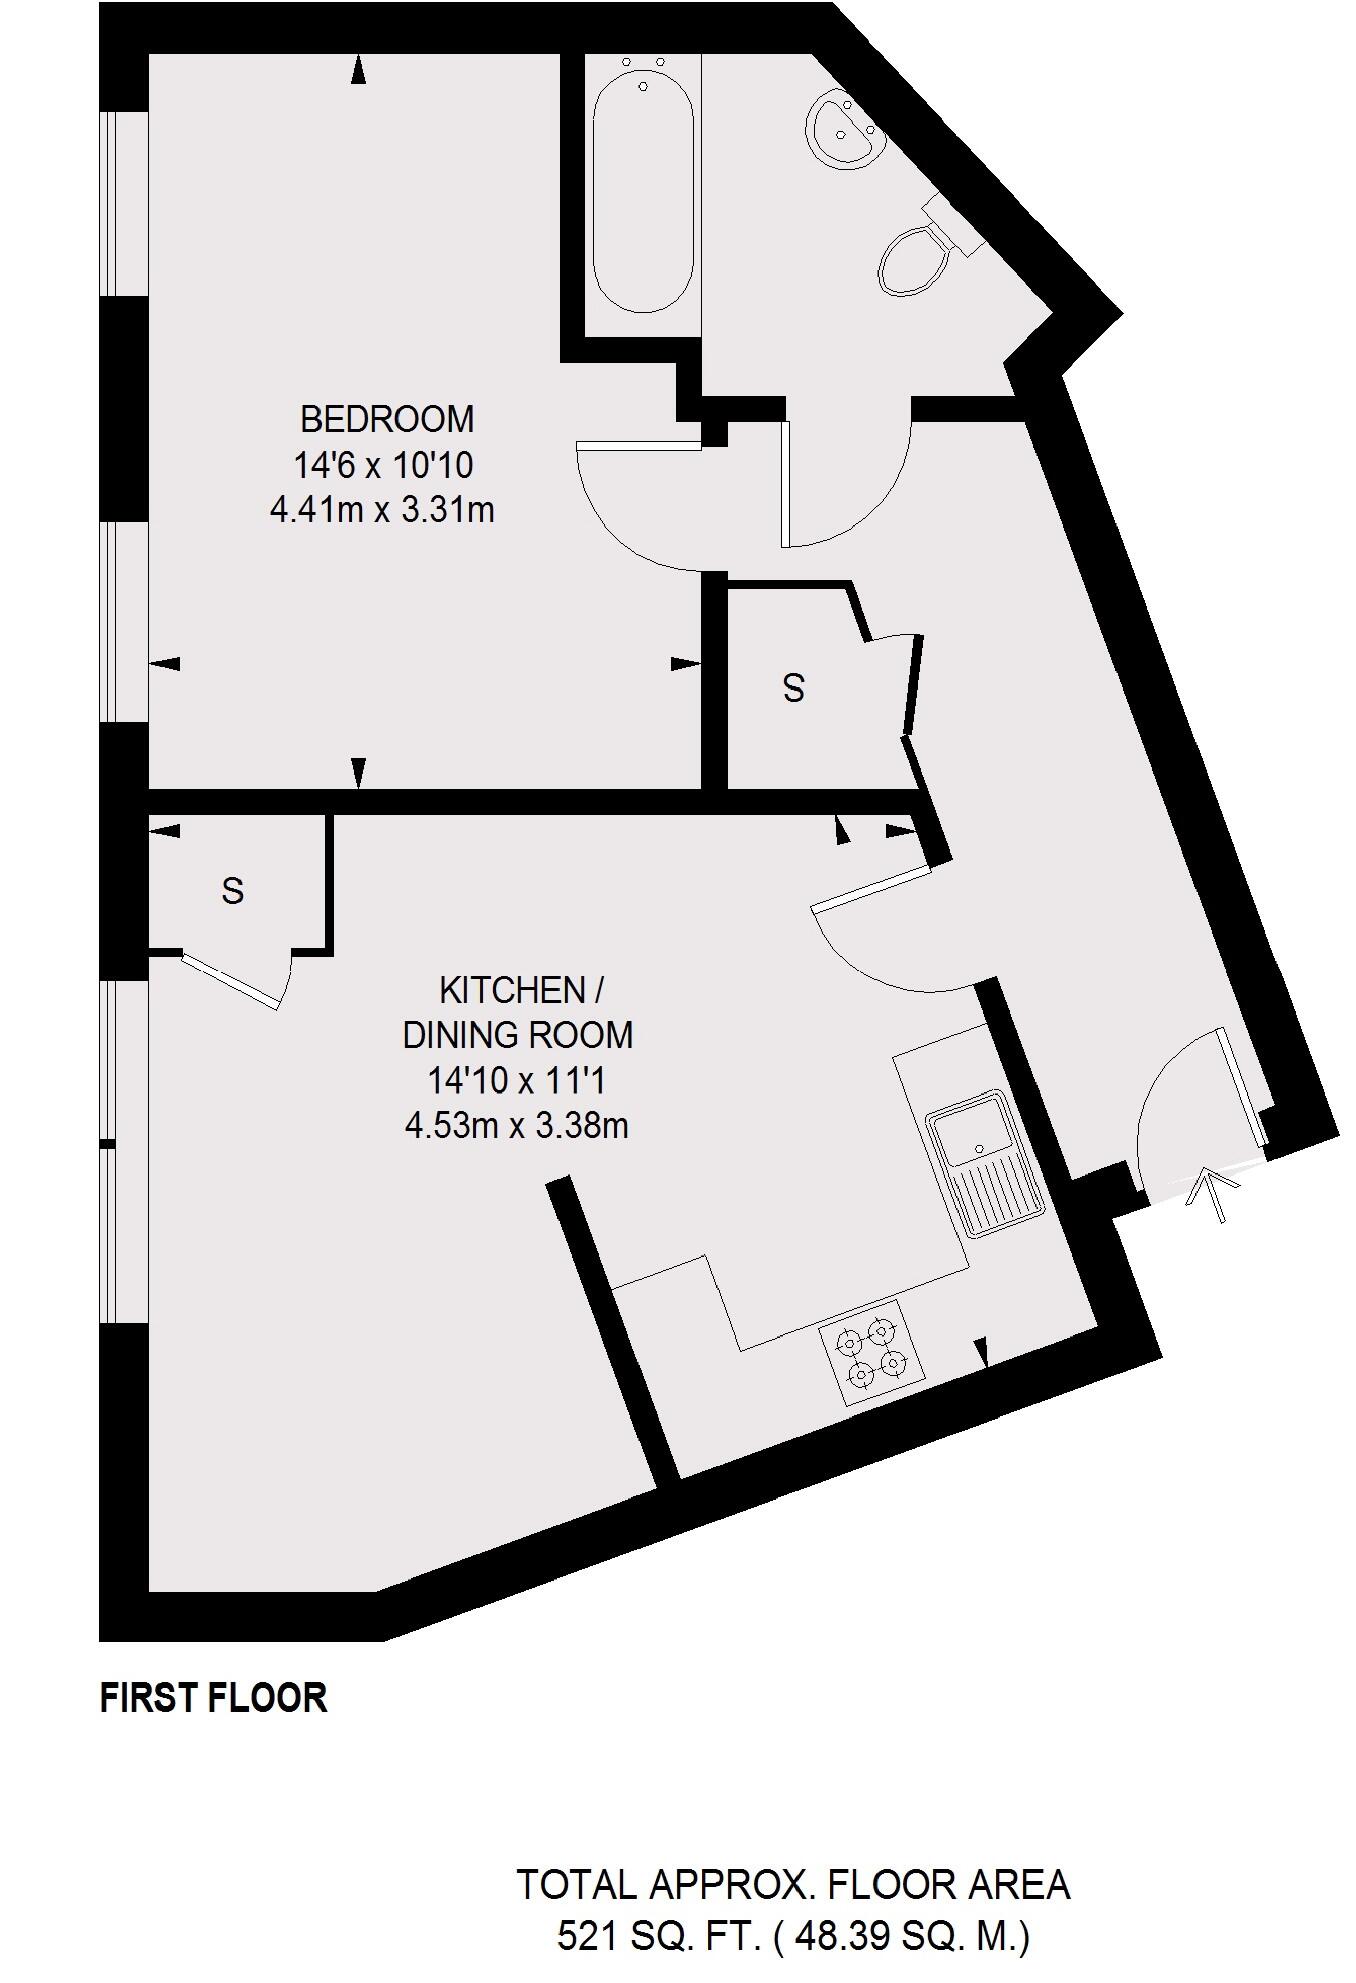 BEDROOM
14'6 x 10'10
4.41m x 3.31m
S
S
KITCHEN /
DINING ROOM
14'10 x 11'1
4.53m x 3.38m
FIRST FLOOR
TOTAL APPROX. FLOOR AREA
521 SQ. FT. ( 48.39 SQ. M.)